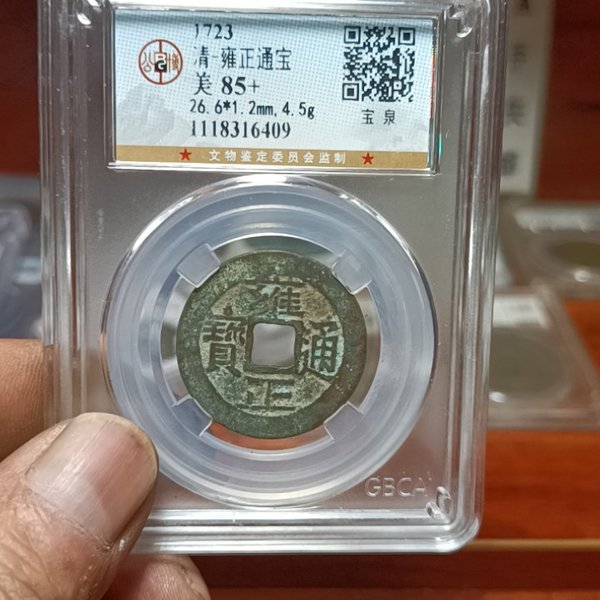 1723
清-雍正通宝
美 85+
26.6*1.2mm, 4.5g
1118316409
宝泉
★ 文物鉴定委员会监制 ★
雍
正
通
寶
GBCA